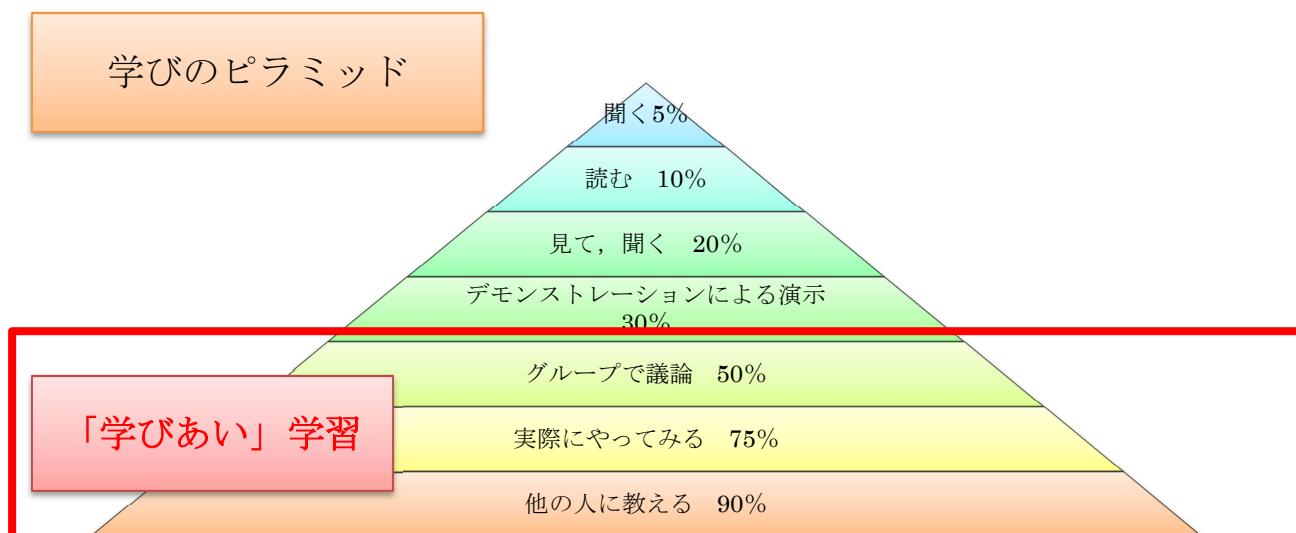 学びのピラミッド
聞く5%
読む　10%
見て，聞く　20%
デモンストレーションによる演示
30%
グループで議論　50%
「学びあい」学習
実際にやってみる　75%
他の人に教える　90%